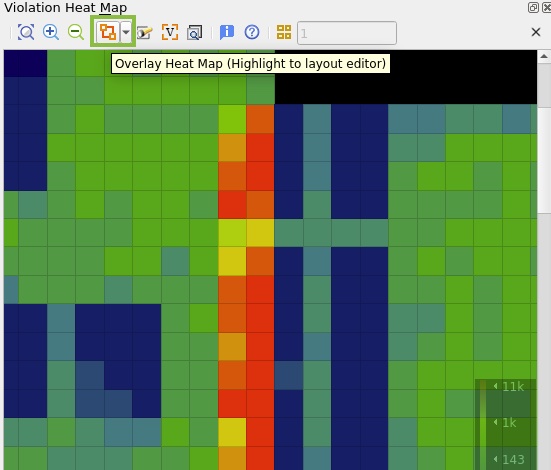 Violation Heat Map
1
Overlay Heat Map (Highlight to layout editor)
11k
1k
143